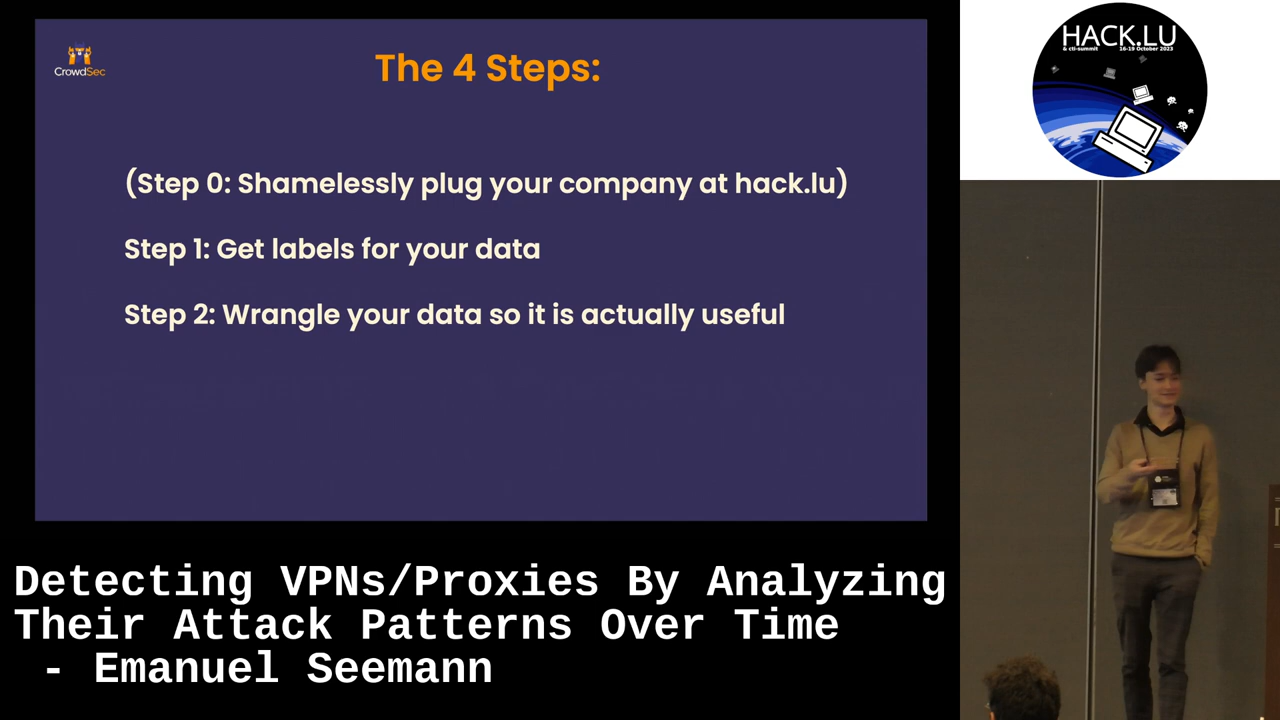 CrowdSec
The 4 Steps:
(Step 0: Shamelessly plug your company at hack.lu)
Step 1: Get labels for your data
Step 2: Wrangle your data so it is actually useful
HACK.LU
& cti-summit 16-19 October 2023
Detecting VPNs/Proxies By Analyzing
Their Attack Patterns Over Time
- Emanuel Seemann